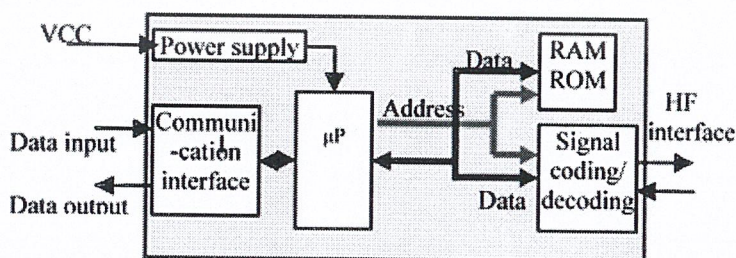 VCC
Power supply
Data
RAM
ROM
Address
HF
interface
Data input
Communi
-cation
interface
μP
Signal
coding/
decoding
Data output
Data